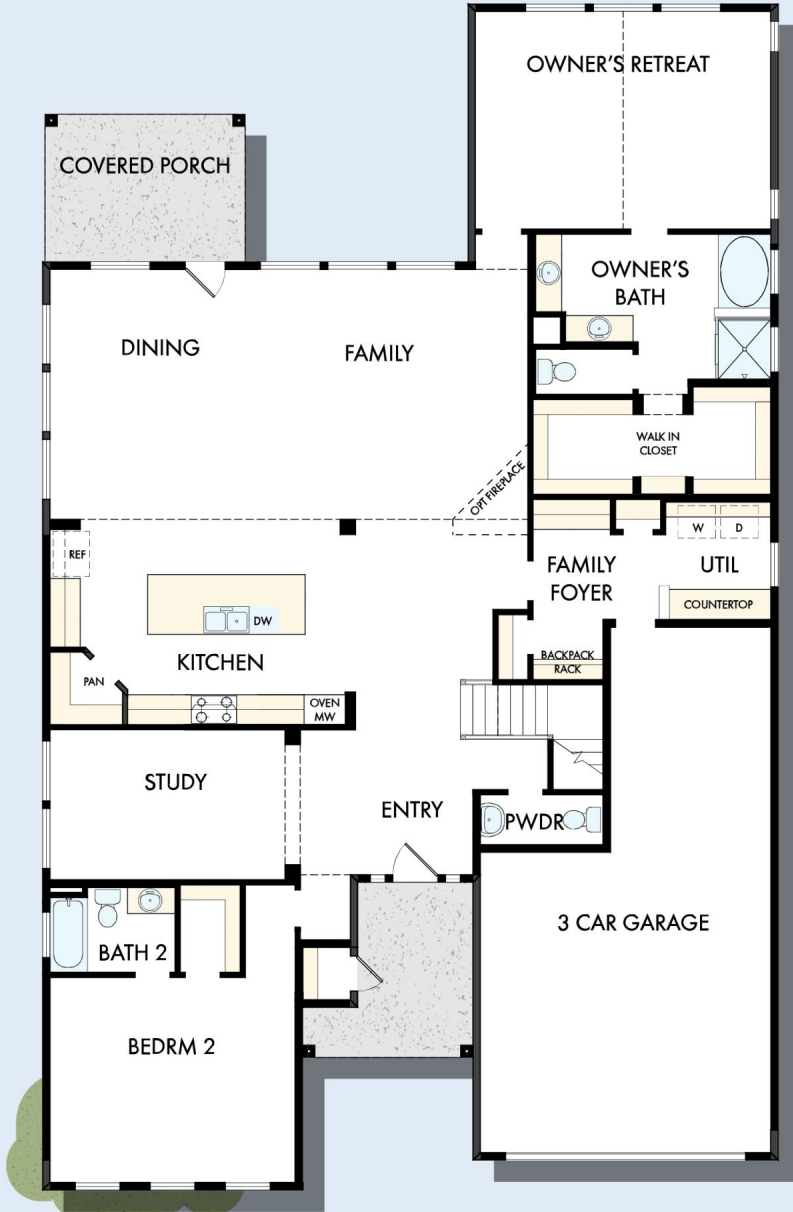 OWNER'S RETREAT
COVERED PORCH
OWNER'S
BATH
DINING
FAMILY
WALK IN
CLOSET
OPT FIREPLACE
W
D
REF
FAMILY
FOYER
UTIL
COUNTERTOP
DW
KITCHEN
BACKPACK
RACK
PAN
OVEN
MW
STUDY
ENTRY
PWDR
3 CAR GARAGE
BATH 2
BEDRM 2